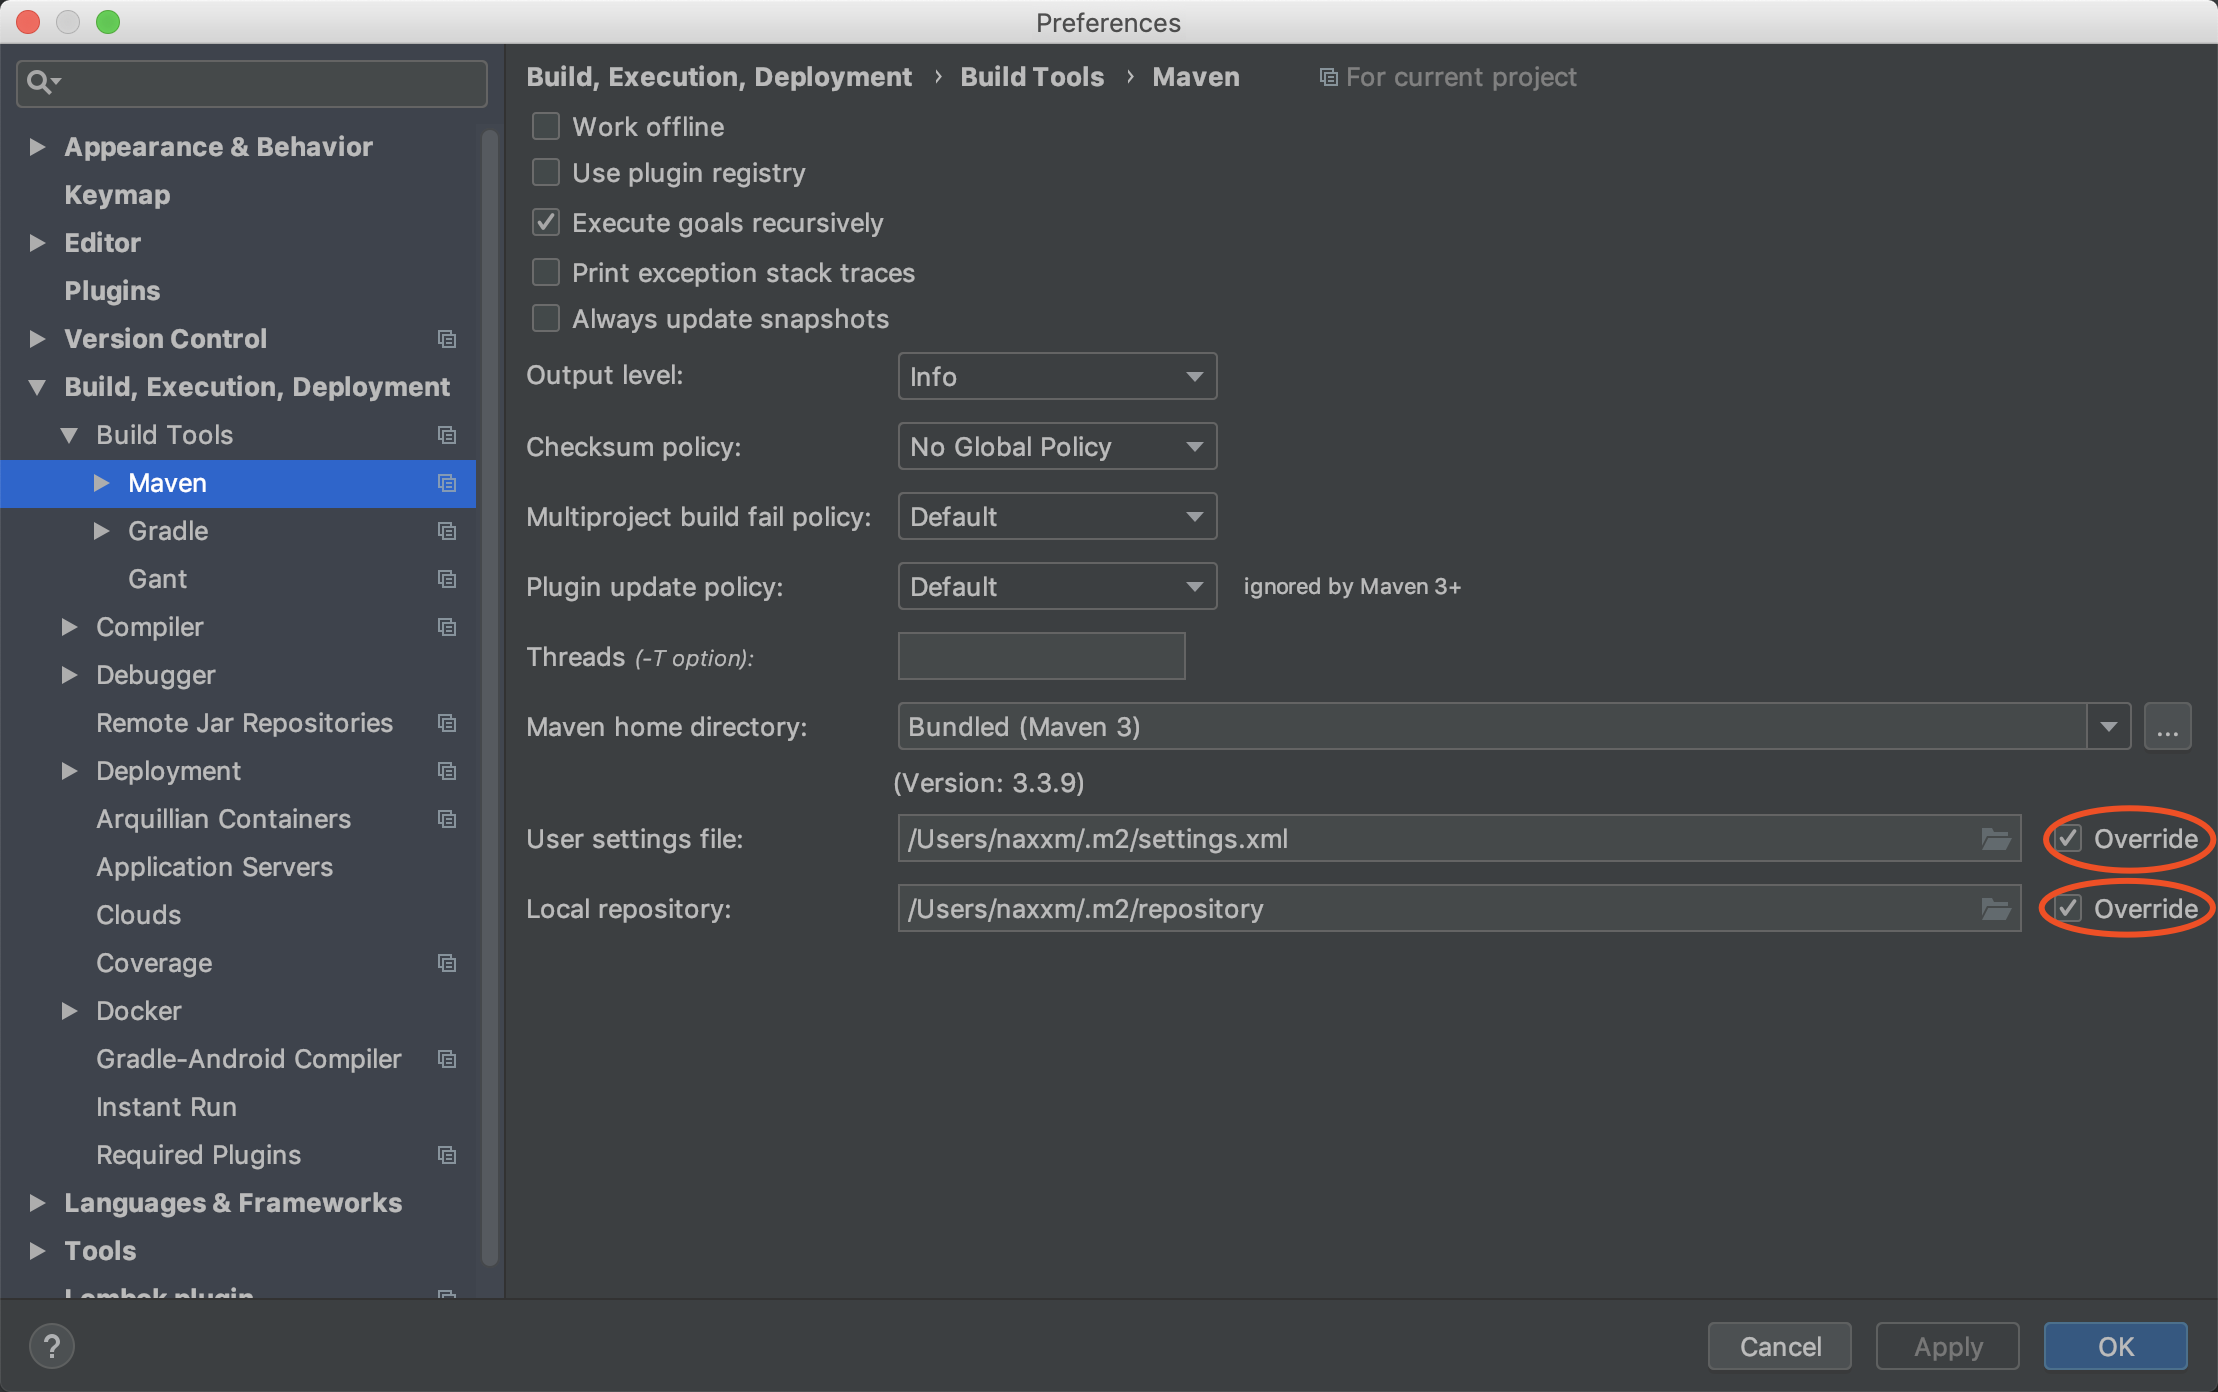 Preferences
Appearance & Behavior
Keymap
Editor
Plugins
Version Control
Build, Execution, Deployment
Build Tools
Maven
Gradle
Gant
Compiler
Debugger
Remote Jar Repositories
Deployment
Arquillian Containers
Application Servers
Clouds
Coverage
Docker
Gradle-Android Compiler
Instant Run
Required Plugins
Languages & Frameworks
Tools
Lombok plugin
Build, Execution, Deployment › Build Tools › Maven For current project
Work offline
Use plugin registry
Execute goals recursively
Print exception stack traces
Always update snapshots
Output level: Info
Checksum policy: No Global Policy
Multiproject build fail policy: Default
Plugin update policy: Default ignored by Maven 3+
Threads (-T option):
Maven home directory: Bundled (Maven 3) ...
(Version: 3.3.9)
User settings file: /Users/naxxm/.m2/settings.xml Override
Local repository: /Users/naxxm/.m2/repository Override
? Cancel Apply OK